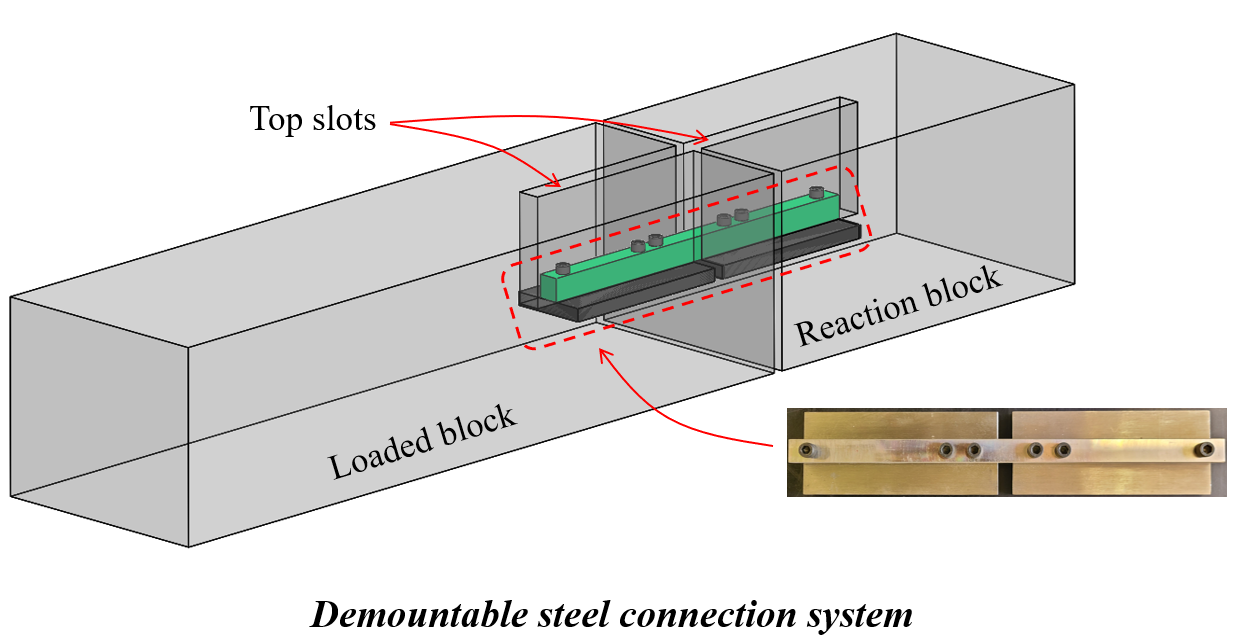 Top slots
Reaction block
Loaded block
Demountable steel connection system